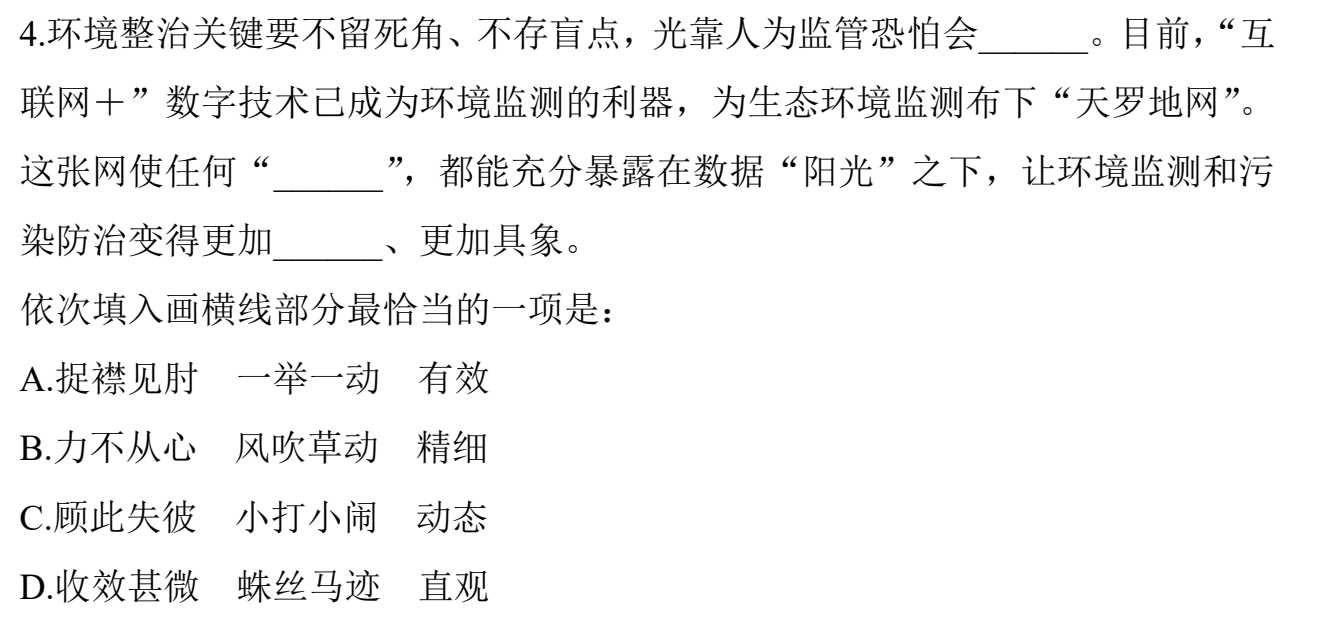 4.环境整治关键要不留死角、不存盲点，光靠人为监管恐怕会______。目前，“互
联网＋”数字技术已成为环境监测的利器，为生态环境监测布下“天罗地网”。
这张网使任何“______”，都能充分暴露在数据“阳光”之下，让环境监测和污
染防治变得更加______、更加具象。
依次填入画横线部分最恰当的一项是：
A.捉襟见肘　一举一动　有效
B.力不从心　风吹草动　精细
C.顾此失彼　小打小闹　动态
D.收效甚微　蛛丝马迹　直观